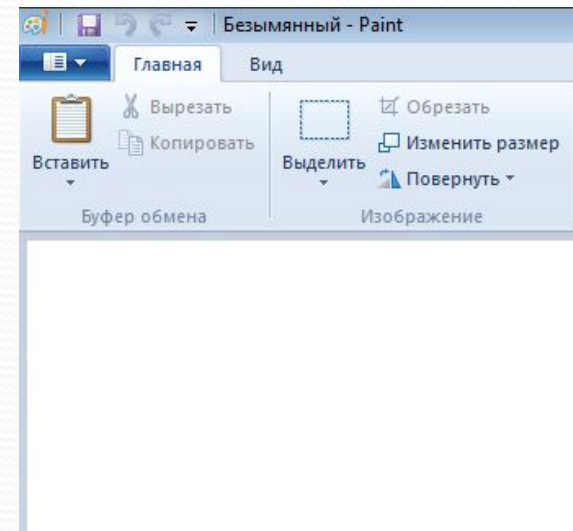 Безымянный - Paint
Главная Вид
Вырезать
Копировать
Вставить
Буфер обмена
Обрезать
Изменить размер
Выделить
Повернуть
Изображение